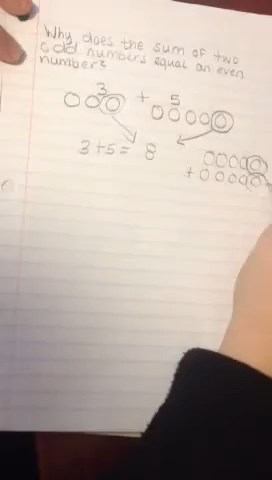 Why does the sum of two
odd numbers equal an even
number?
3 + 5
3+5= 8
+